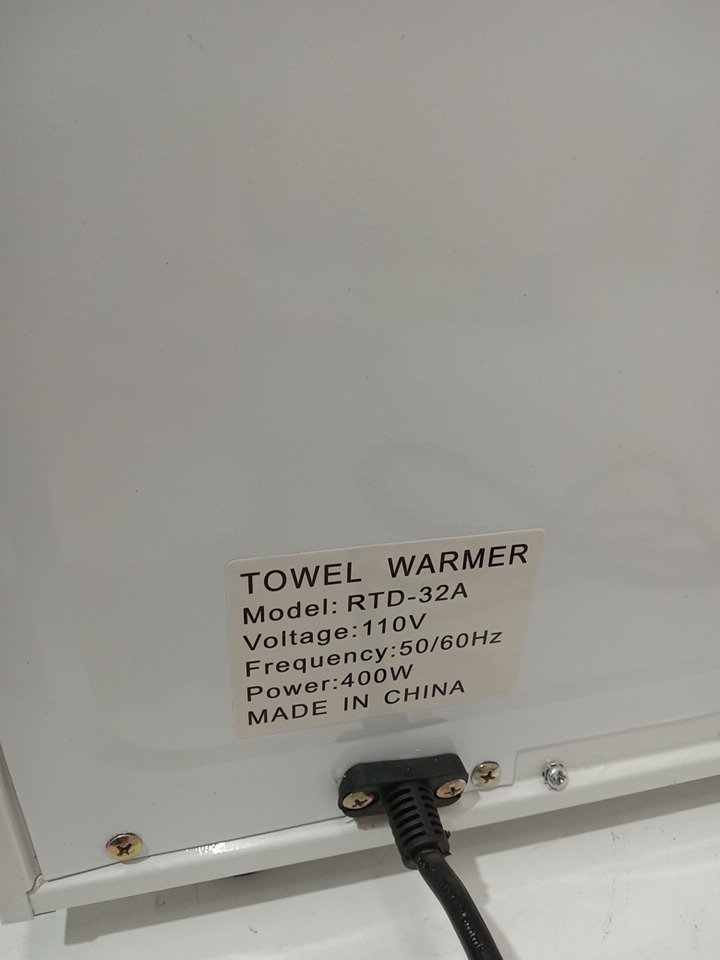 TOWEL WARMER
Model: RTD-32A
Voltage:110V
Frequency:50/60Hz
Power:400W
MADE IN CHINA